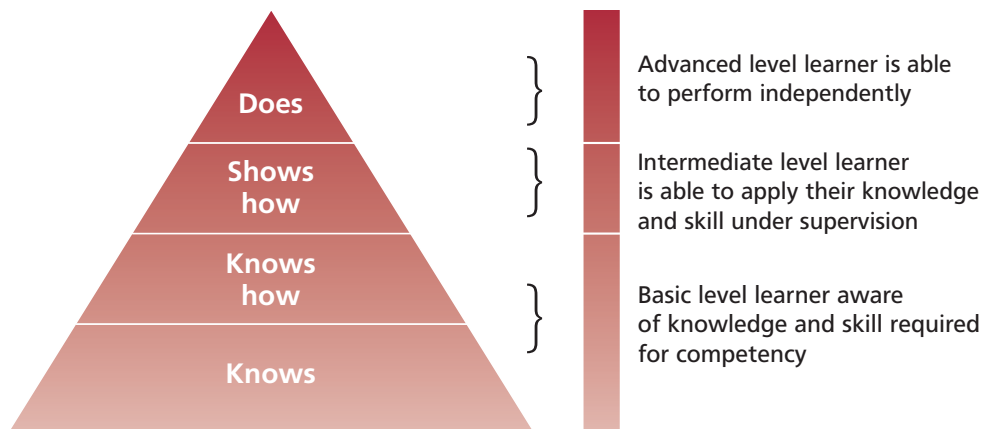 Does
Shows
how
Knows
how
Knows
Advanced level learner is able
to perform independently
Intermediate level learner
is able to apply their knowledge
and skill under supervision
Basic level learner aware
of knowledge and skill required
for competency